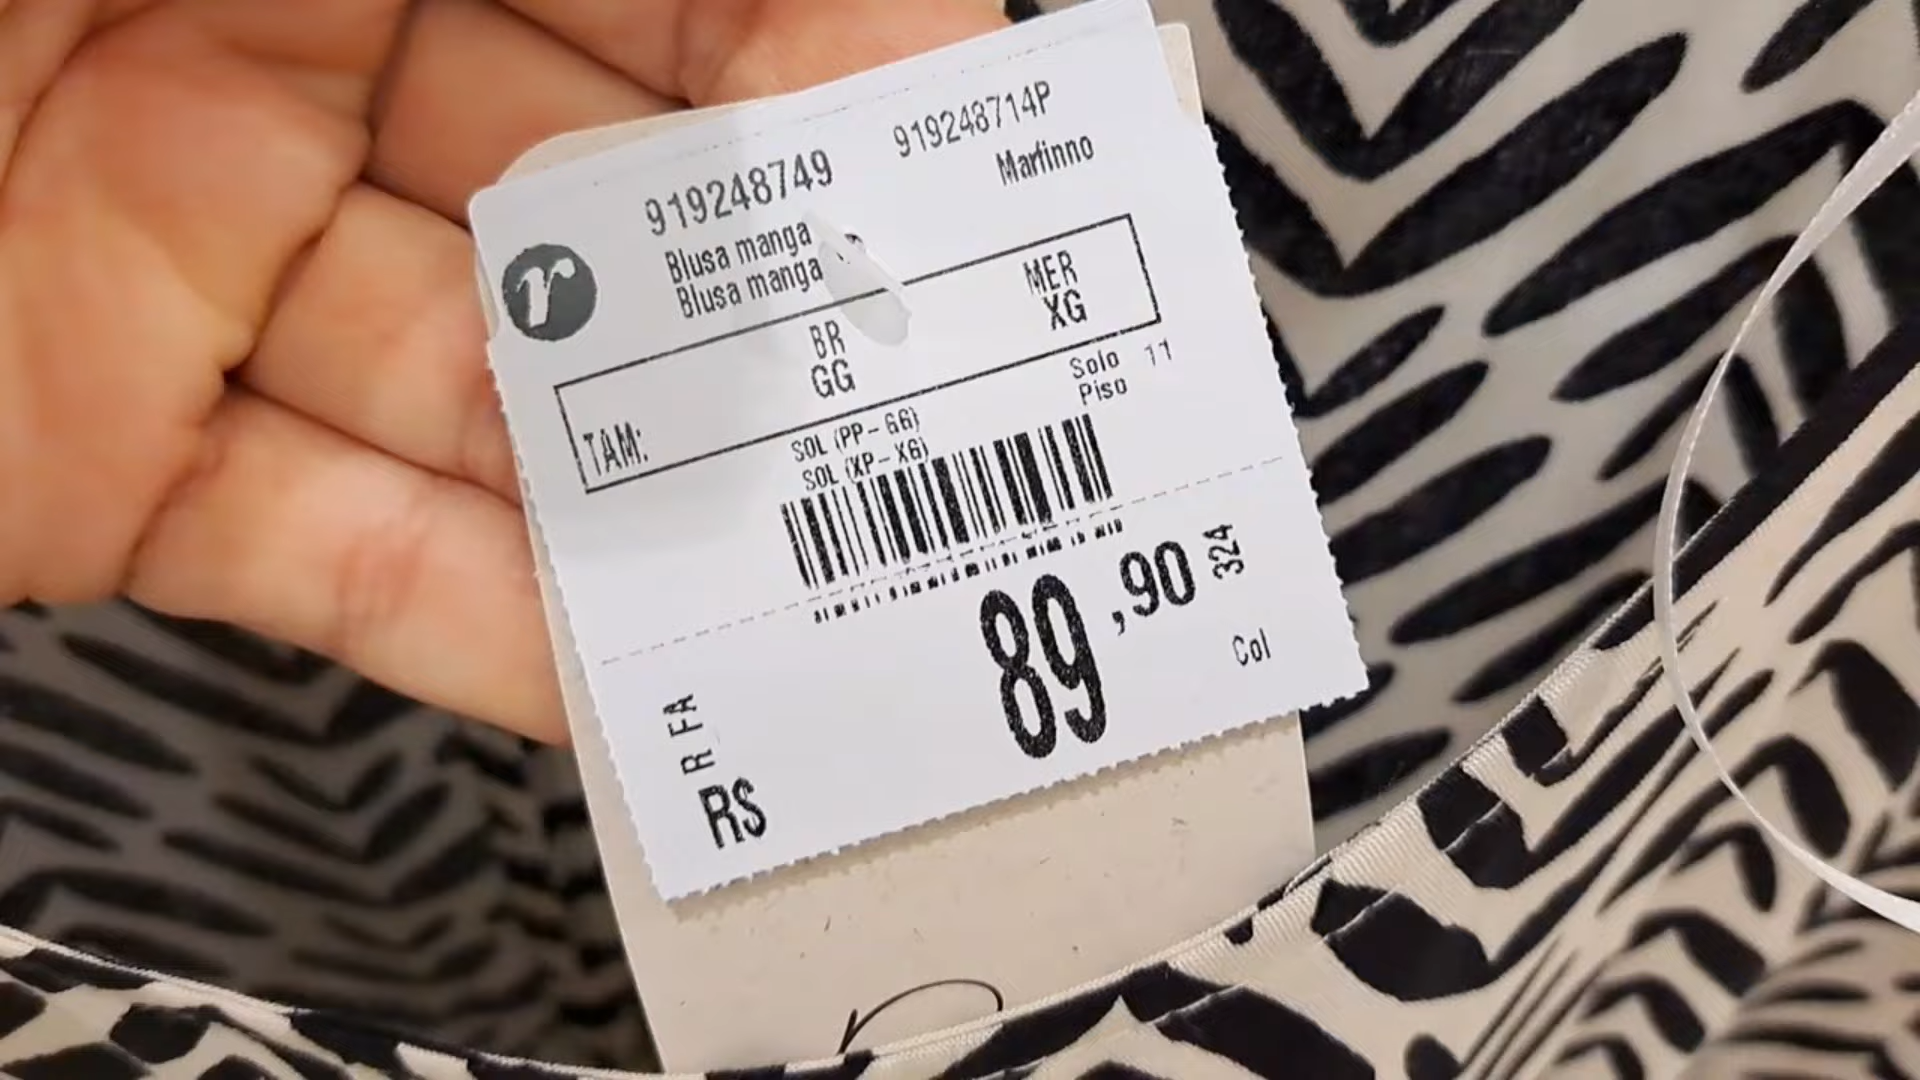 919248749
919248714P
Marfinno
r
Blusa manga
Blusa manga
BR
GG
MER
XG
TAM:
Solo 11
Piso
SOL (PP-GG)
SOL (XP-XG)
89,90
324
Col
R FA
R$